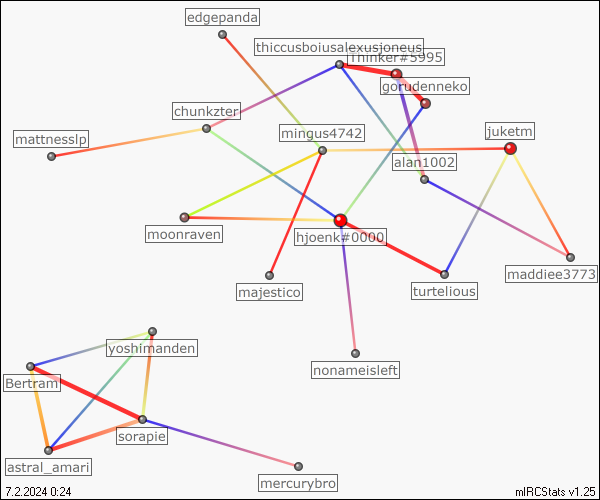 edgepanda
thiccusboiusalexusjoneus
Thinker#5995
gorudenneko
chunkzter
mingus4742
juketm
mattnesslp
alan1002
moonraven
hjoenk#0000
maddiee3773
majestico
turtelious
yoshimanden
nonameisleft
Bertram
sorapie
astral_amari
mercurybro
7.2.2024 0:24
mIRCStats v1.25